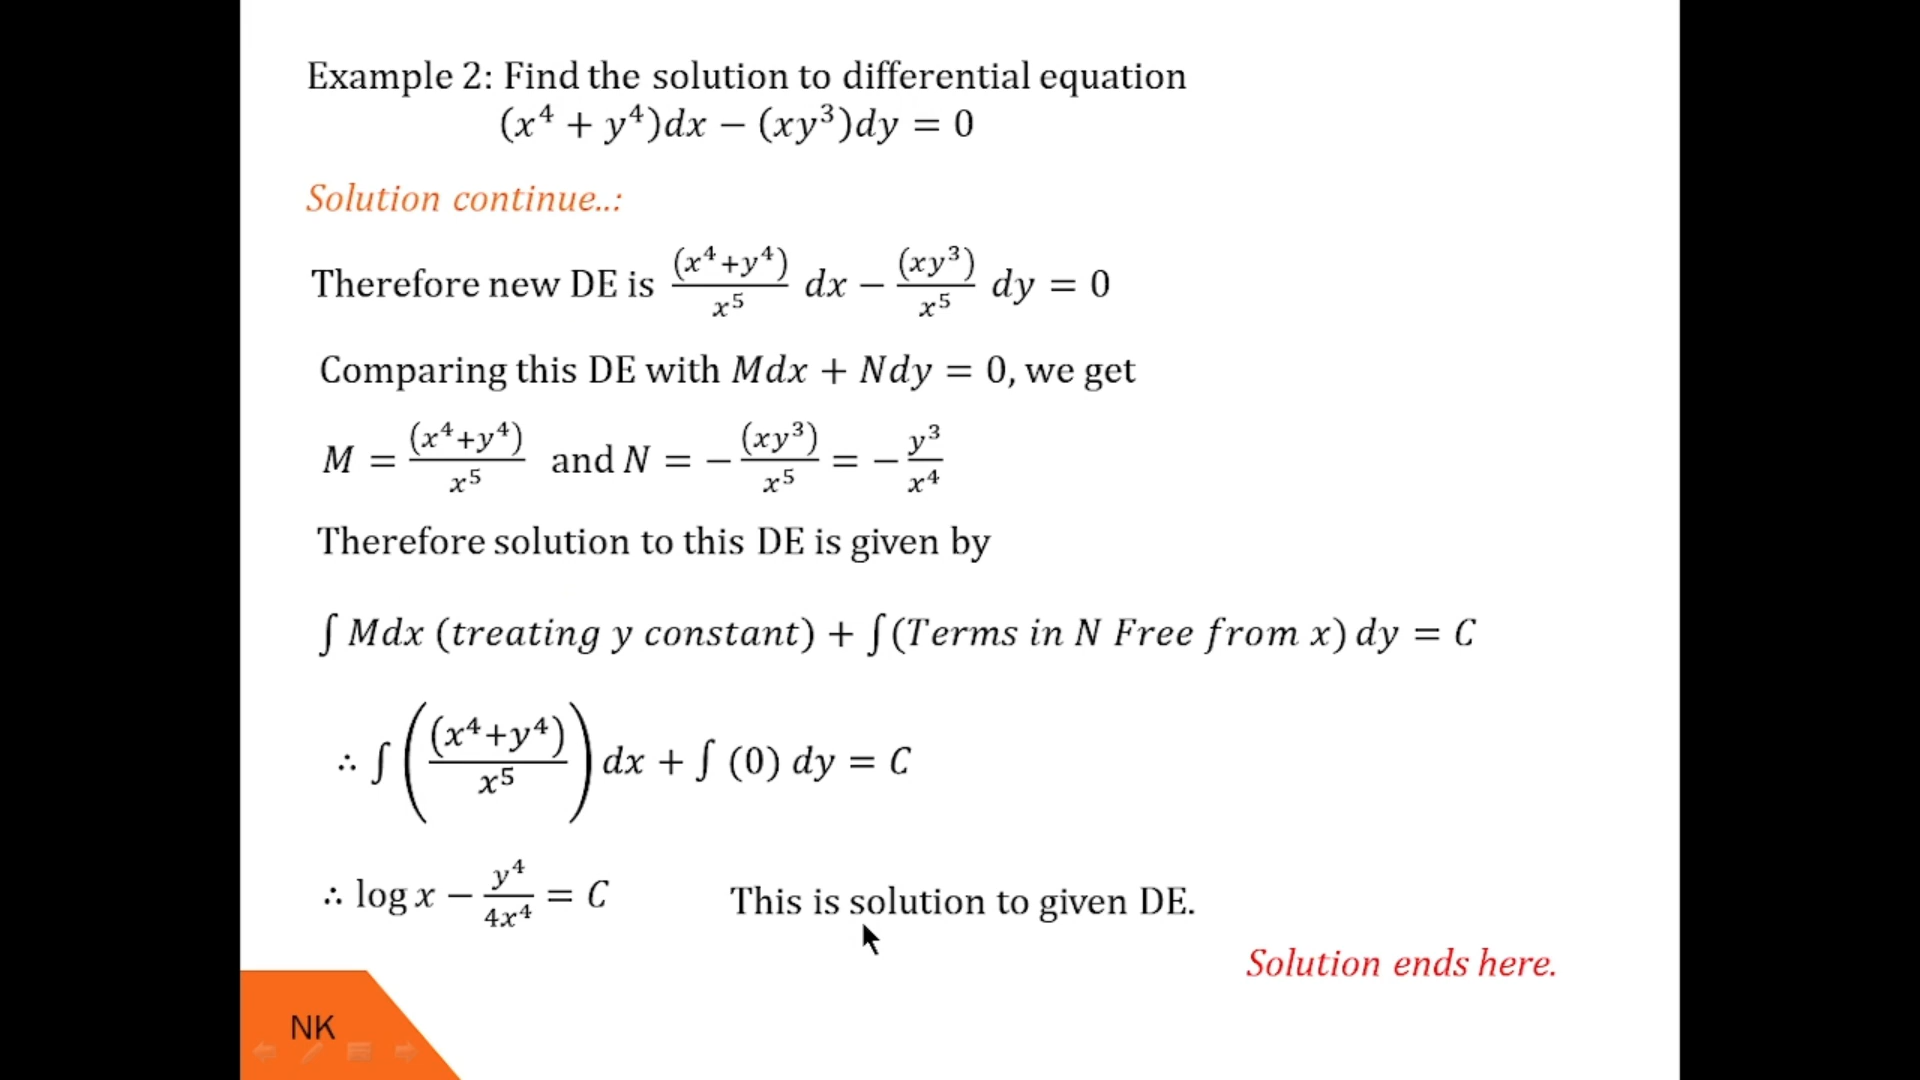 Example 2: Find the solution to differential equation
(x⁴ + y⁴)dx − (xy³)dy = 0
Solution continue..:
Therefore new DE is (x⁴+y⁴)/x⁵ dx − (xy³)/x⁵ dy = 0
Comparing this DE with Mdx + Ndy = 0, we get
M = (x⁴+y⁴)/x⁵ and N = − (xy³)/x⁵ = − y³/x⁴
Therefore solution to this DE is given by
∫ Mdx (treating y constant) + ∫(Terms in N Free from x) dy = C
∴ ∫ ((x⁴+y⁴)/x⁵) dx + ∫ (0) dy = C
∴ log x − y⁴/4x⁴ = C This is solution to given DE.
Solution ends here.
NK